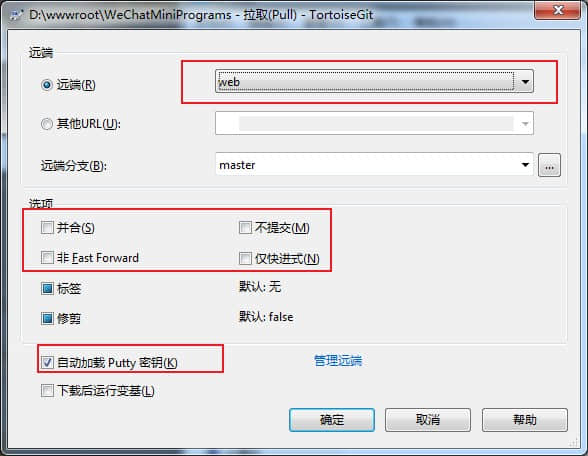 D:\wwwroot\WeChatMiniPrograms - 拉取(Pull) - TortoiseGit
远端
远端(R)
web
其他URL(U):
远端分支(B):
master
...
选项
并合(S)
不提交(M)
非 Fast Forward
仅快进式(N)
标签
默认: 无
修剪
默认: false
自动加载 Putty 密钥(K)
管理远端
下载后运行变基(L)
确定
取消
帮助